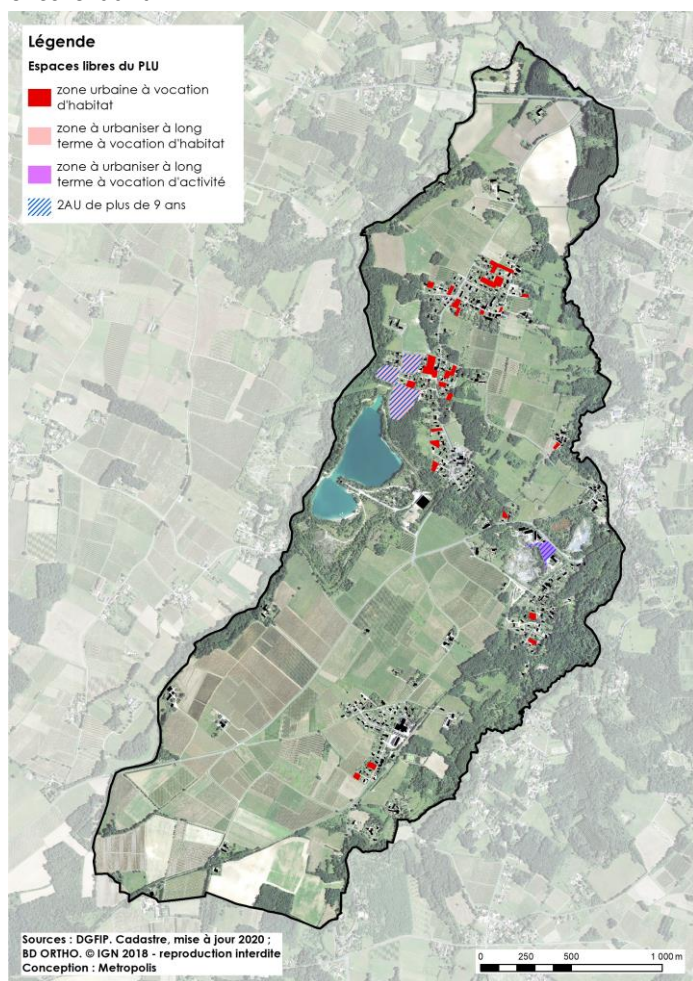 Légende
Espaces libres du PLU
zone urbaine à vocation
d'habitat
zone à urbaniser à long
terme à vocation d'habitat
zone à urbaniser à long
terme à vocation d'activité
2AU de plus de 9 ans
Sources : DGFIP. Cadastre, mise à jour 2020 ;
BD ORTHO. © IGN 2018 - reproduction interdite
Conception : Metropolis
0 250 500 1 000 m